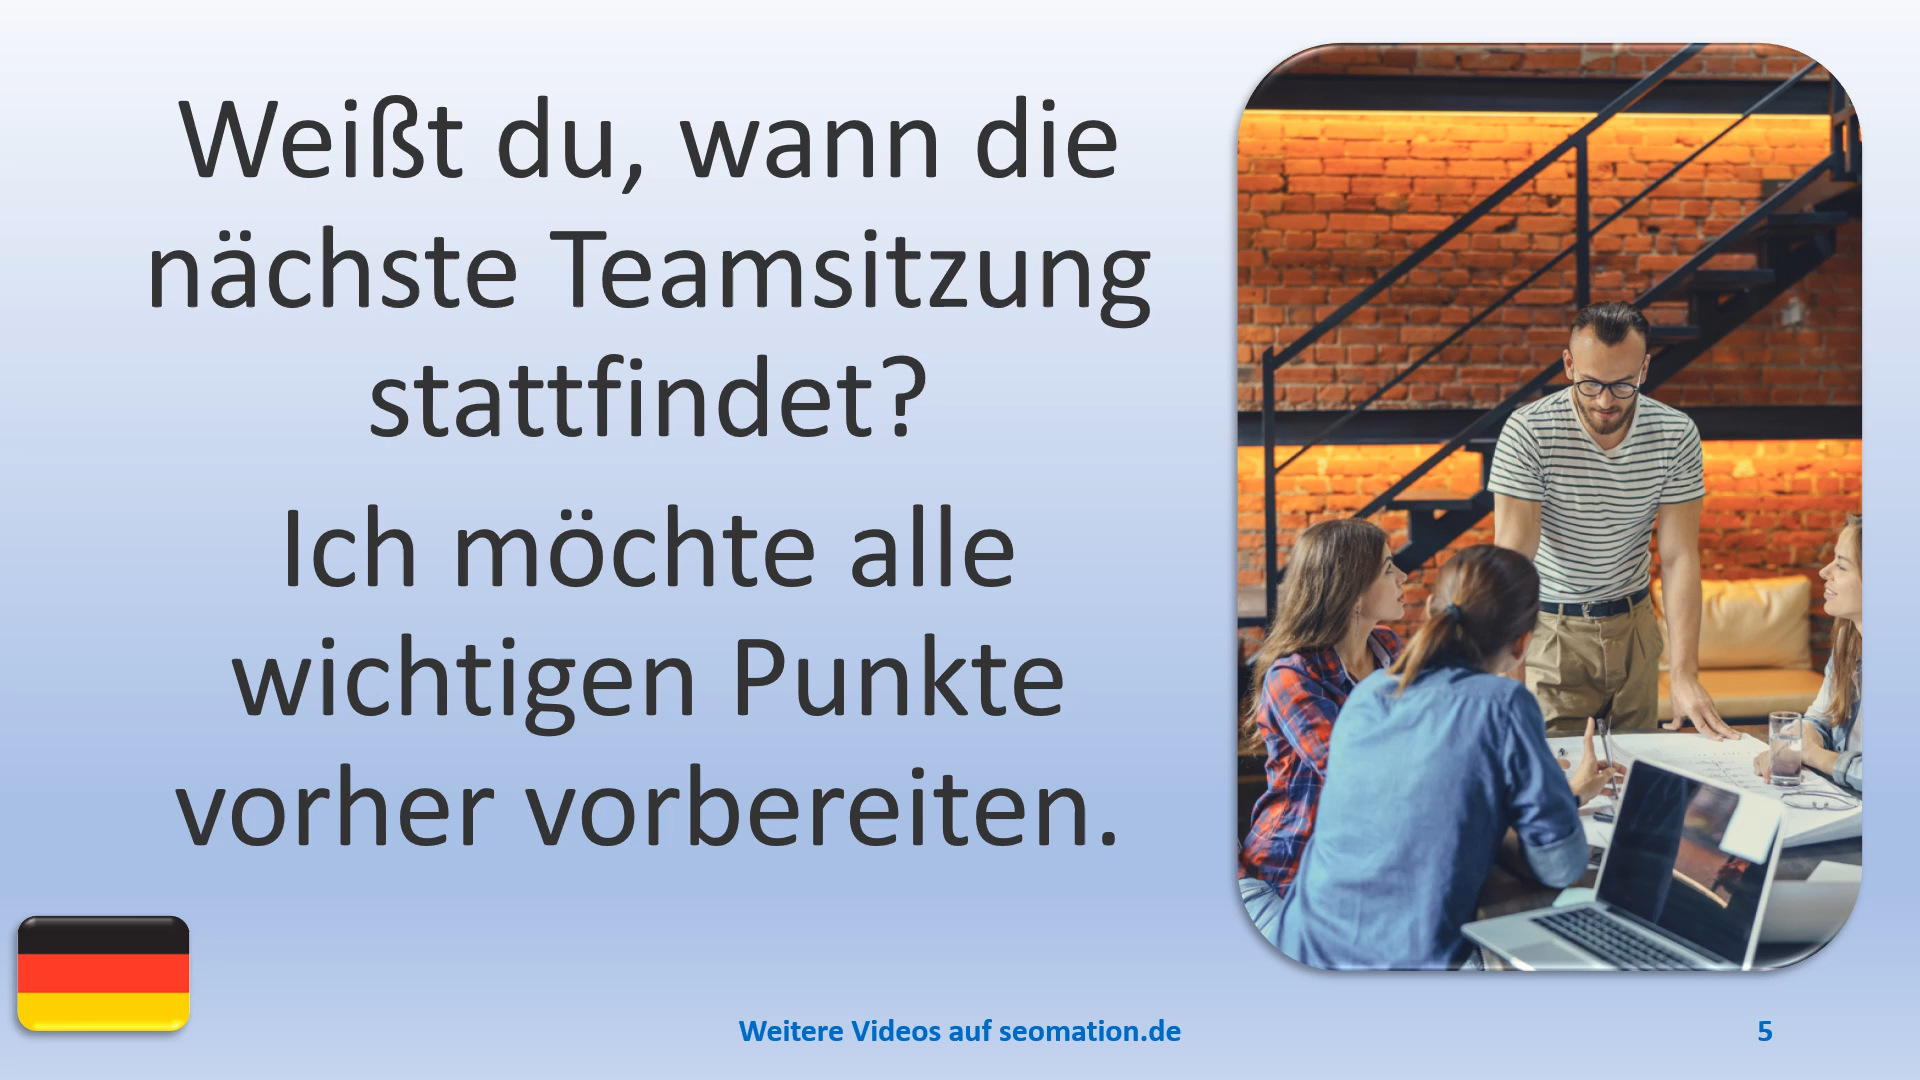 Weißt du, wann die
nächste Teamsitzung
stattfindet?
Ich möchte alle
wichtigen Punkte
vorher vorbereiten.
Weitere Videos auf seomation.de
5